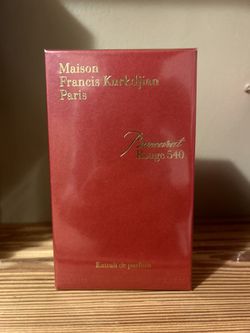 Maison
Francis Kurkdjian
Paris
Baccarat
Rouge 540
Extrait de parfum